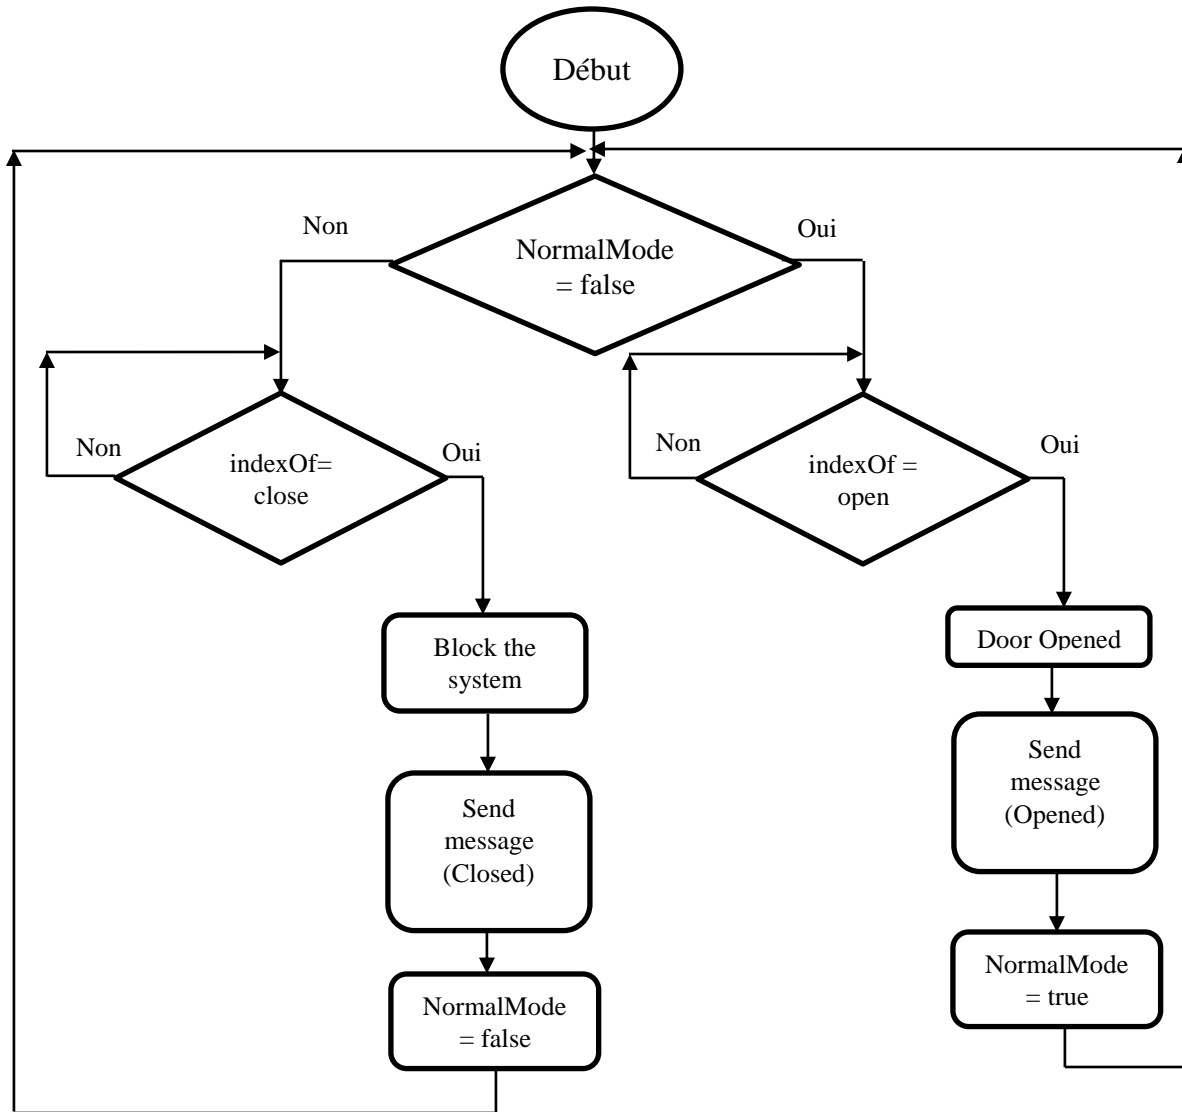 Début
Non
Oui
NormalMode
= false
Non
indexOf=
close
Oui
Non
indexOf =
open
Oui
Block the
system
Door Opened
Send
message
(Opened)
Send
message
(Closed)
NormalMode
= true
NormalMode
= false